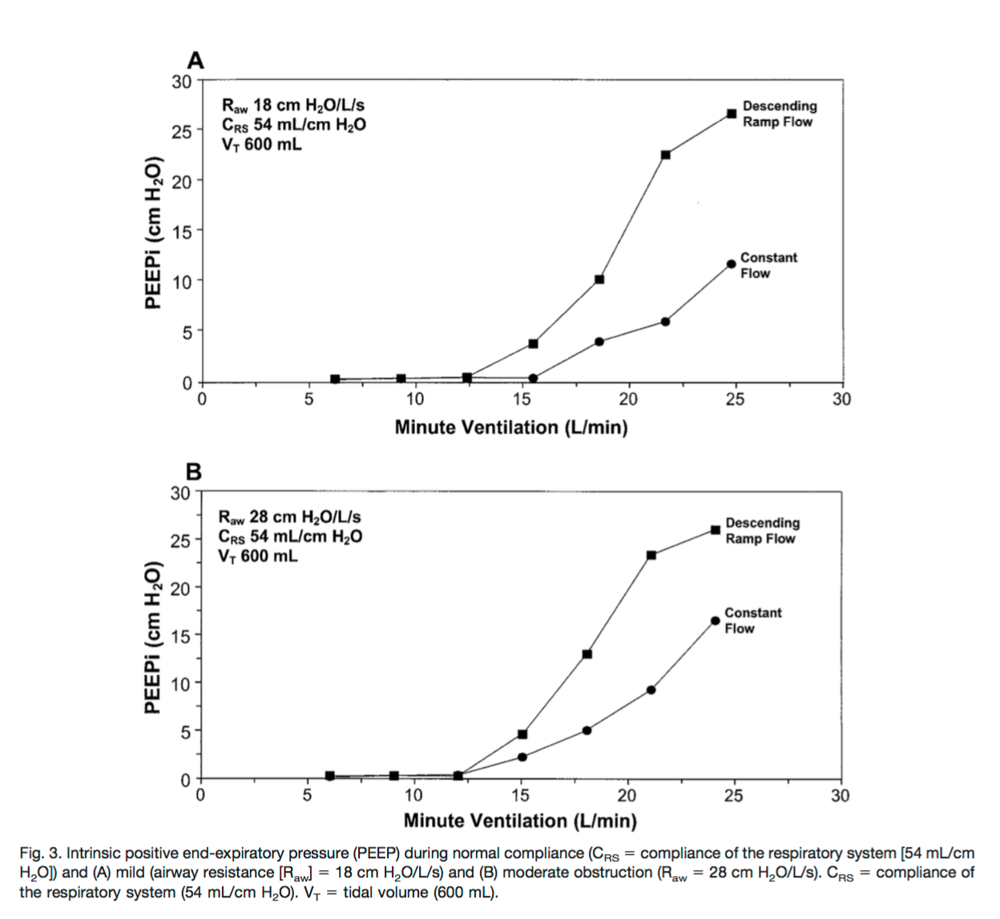 A
30
25
20
15
10
5
0
PEEPi (cm H₂O)
Raw 18 cm H₂O/L/s
CRS 54 mL/cm H₂O
VT 600 mL
Descending
Ramp Flow
Constant
Flow
0 5 10 15 20 25 30
Minute Ventilation (L/min)
B
30
25
20
15
10
5
0
PEEPi (cm H₂O)
Raw 28 cm H₂O/L/s
CRS 54 mL/cm H₂O
VT 600 mL
Descending
Ramp Flow
Constant
Flow
0 5 10 15 20 25 30
Minute Ventilation (L/min)
Fig. 3. Intrinsic positive end-expiratory pressure (PEEP) during normal compliance (CRS = compliance of the respiratory system [54 mL/cm
H₂O]) and (A) mild (airway resistance [Raw] = 18 cm H₂O/L/s) and (B) moderate obstruction (Raw = 28 cm H₂O/L/s). CRS = compliance of
the respiratory system (54 mL/cm H₂O). VT = tidal volume (600 mL).